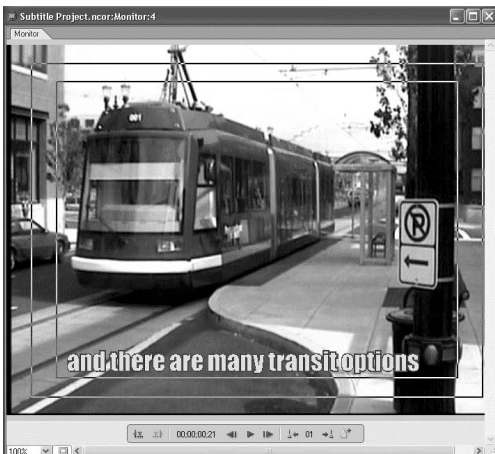 Subtitle Project.ncor:Monitor:4
Monitor
001
P
and there are many transit options
00;00;00;21
01
100%